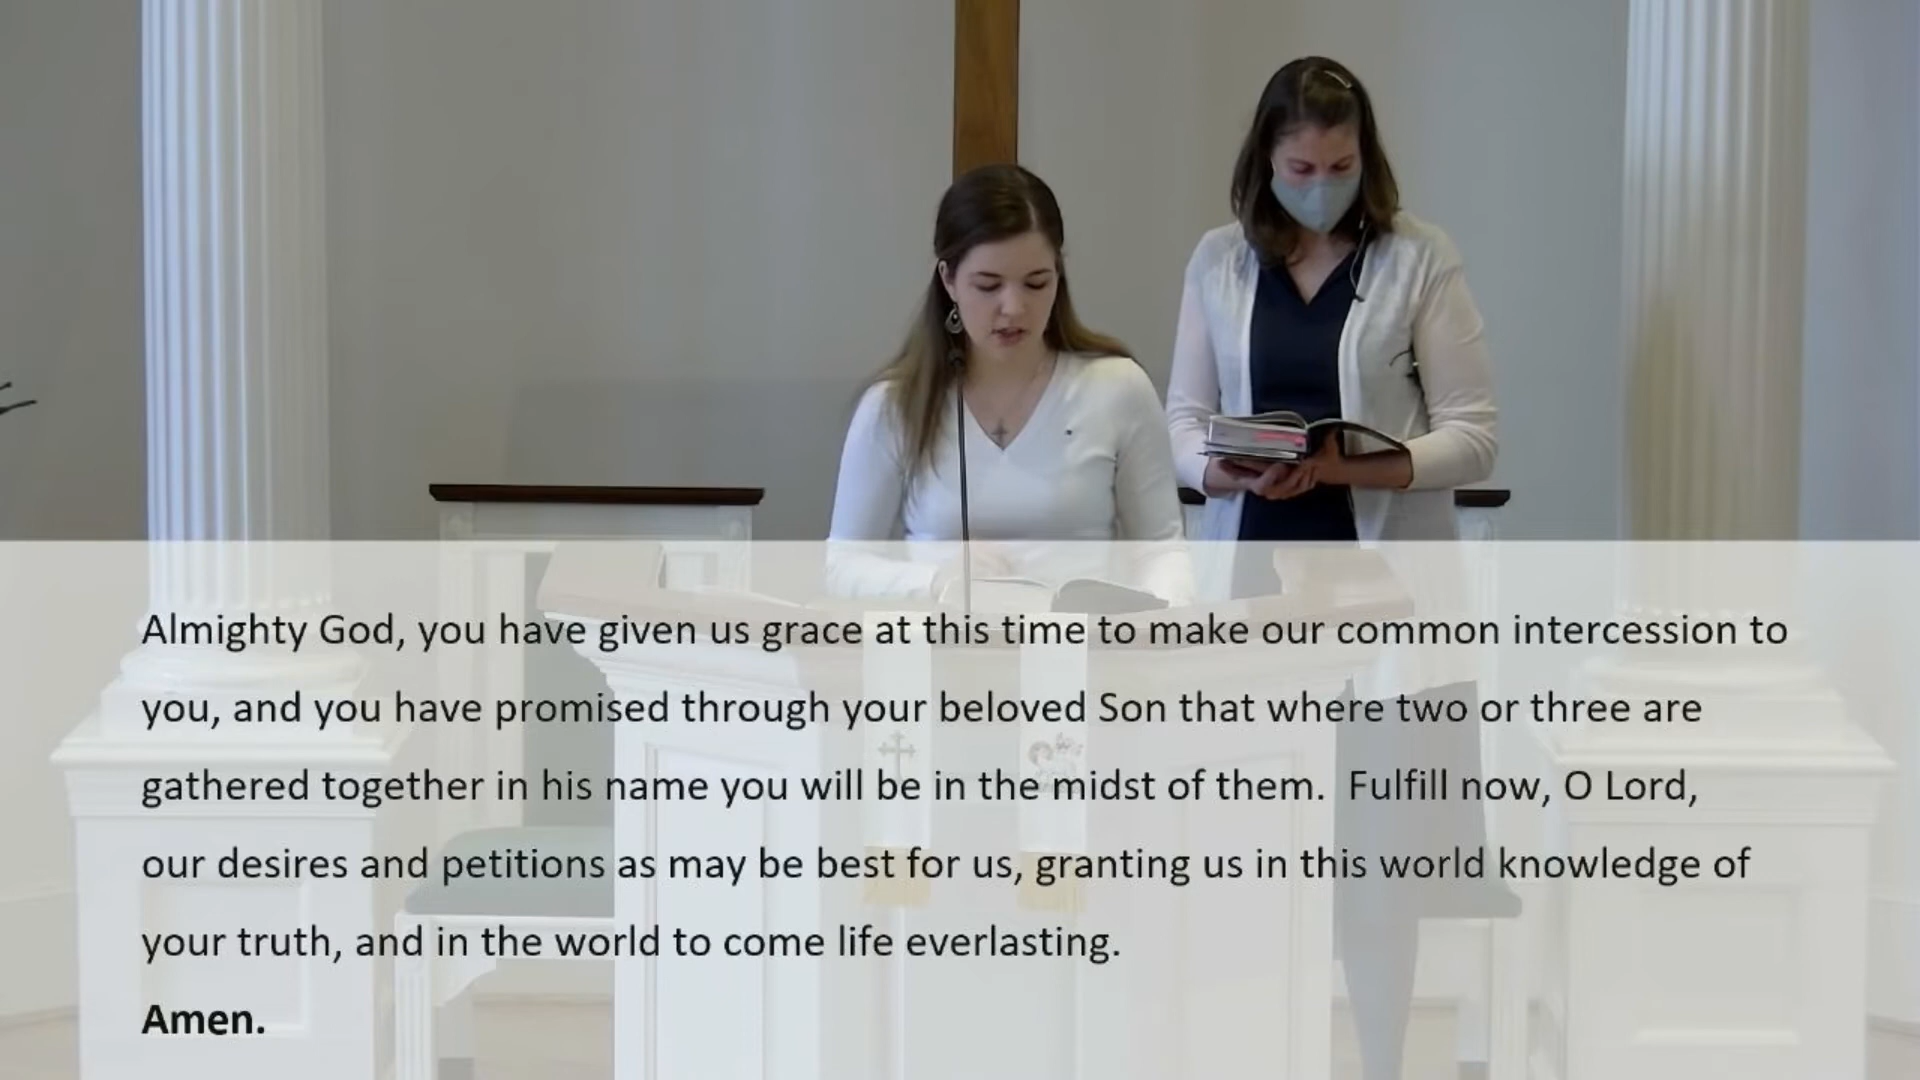 Almighty God, you have given us grace at this time to make our common intercession to
you, and you have promised through your beloved Son that where two or three are
gathered together in his name you will be in the midst of them.  Fulfill now, O Lord,
our desires and petitions as may be best for us, granting us in this world knowledge of
your truth, and in the world to come life everlasting.
Amen.